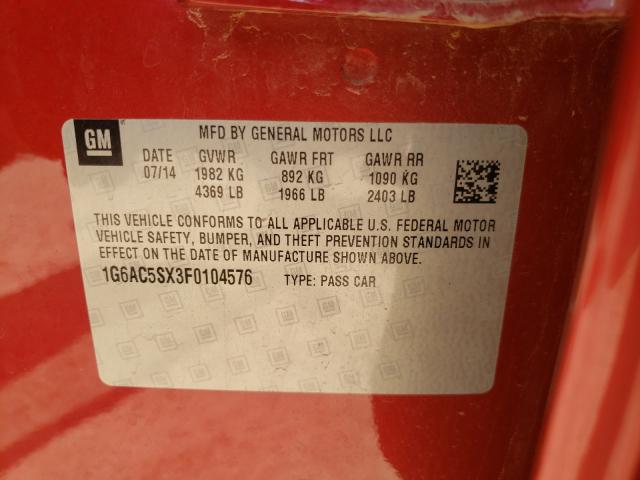 GM
MFD BY GENERAL MOTORS LLC
DATE GVWR GAWR FRT GAWR RR
07/14 1982 KG 892 KG 1090 KG
4369 LB 1966 LB 2403 LB
THIS VEHICLE CONFORMS TO ALL APPLICABLE U.S. FEDERAL MOTOR
VEHICLE SAFETY, BUMPER, AND THEFT PREVENTION STANDARDS IN
EFFECT ON THE DATE OF MANUFACTURE SHOWN ABOVE.
1G6AC5SX3F0104576 TYPE: PASS CAR